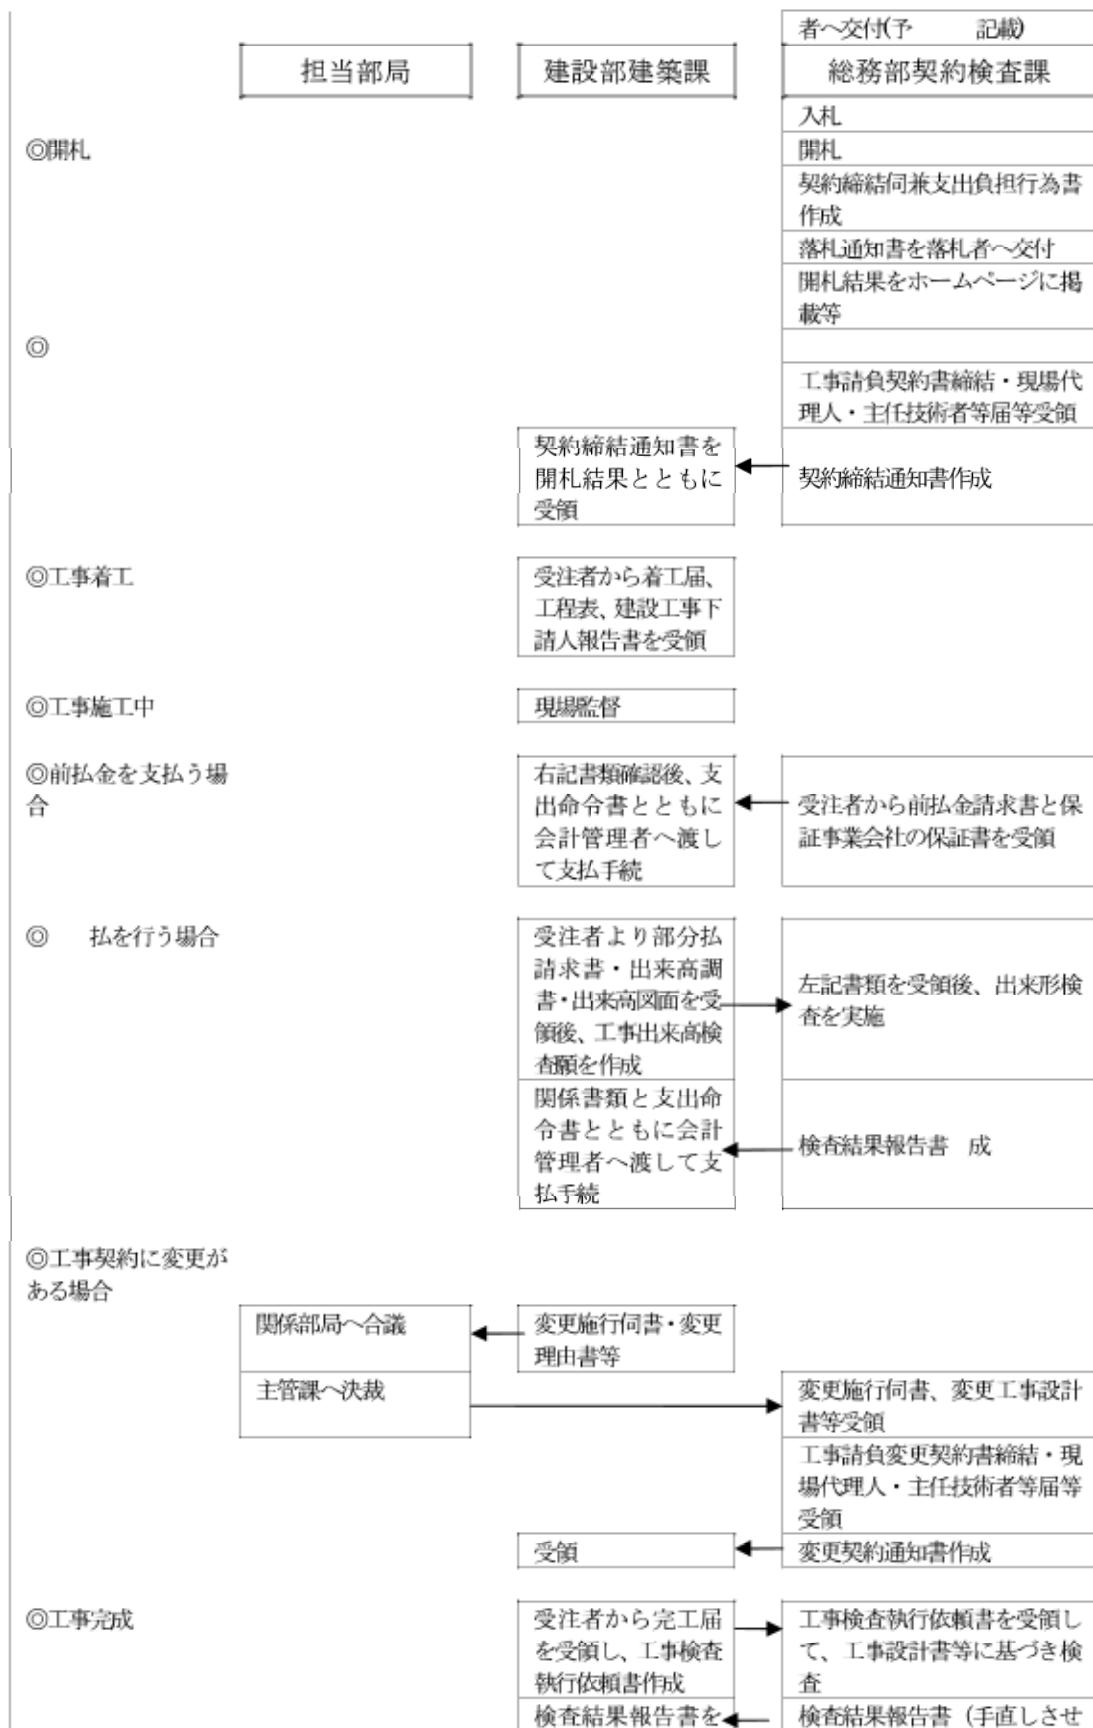 者へ交付(予 記載)
担当部局
建設部建築課
総務部契約検査課
入札
◎開札
開札
契約締結伺兼支出負担行為書
作成
落札通知書を落札者へ交付
開札結果をホームページに掲
載等
◎
工事請負契約書締結・現場代
理人・主任技術者等届等受領
契約締結通知書を
開札結果とともに
受領
契約締結通知書作成
◎工事着工
受注者から着工届、
工程表、建設工事下
請人報告書を受領
◎工事施工中
現場監督
◎前払金を支払う場
合
右記書類確認後、支
出命令書とともに
会計管理者へ渡し
て支払手続
受注者から前払金請求書と保
証事業会社の保証書を受領
◎ 払を行う場合
受注者より部分払
請求書・出来高調
書・出来高図面を受
領後、工事出来高検
査願を作成
左記書類を受領後、出来形検
査を実施
関係書類と支出命
令書とともに会計
管理者へ渡して支
払手続
検査結果報告書 成
◎工事契約に変更が
ある場合
関係部局へ合議
変更施行伺書・変更
理由書等
主管課へ決裁
変更施行伺書、変更工事設計
書等受領
工事請負変更契約書締結・現
場代理人・主任技術者等届等
受領
受領
変更契約通知書作成
◎工事完成
受注者から完工届
を受領し、工事検査
執行依頼書作成
工事検査執行依頼書を受領し
て、工事設計書等に基づき検
査
検査結果報告書を
検査結果報告書（手直しさせ